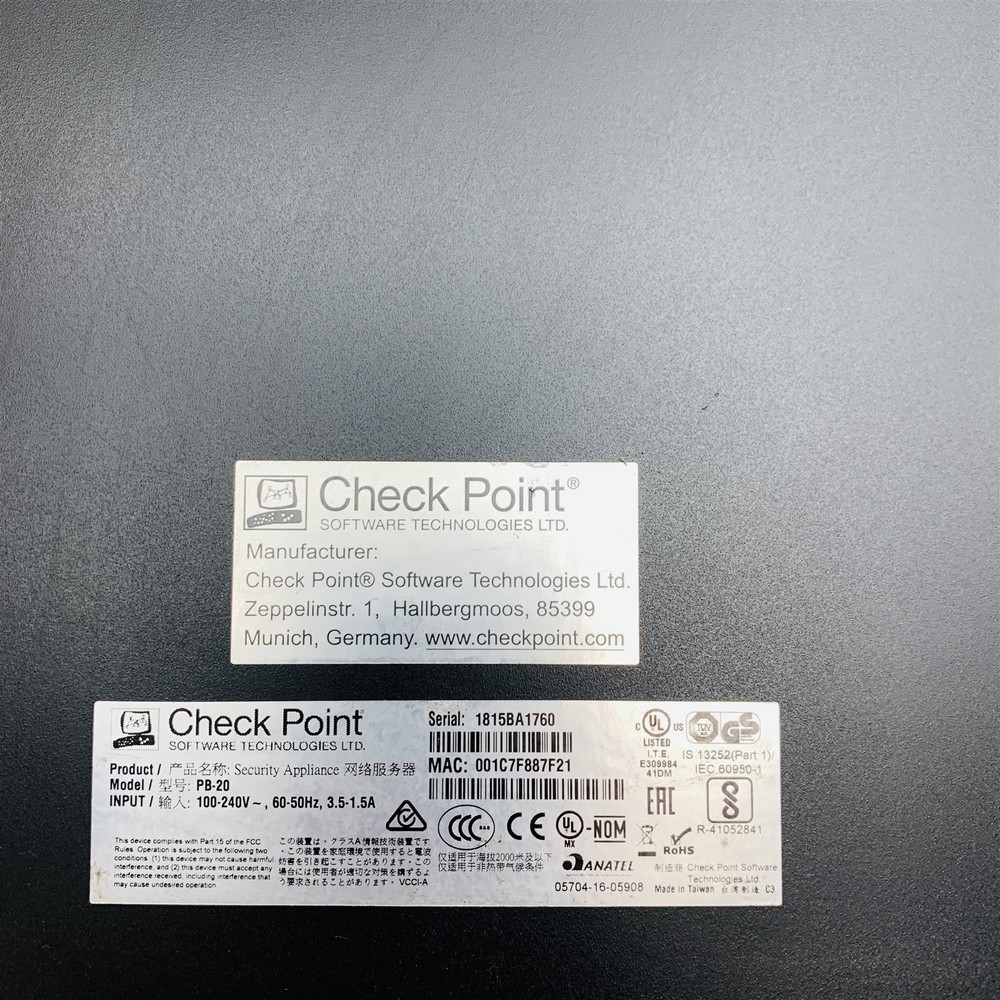 Check Point®
SOFTWARE TECHNOLOGIES LTD.
Manufacturer:
Check Point® Software Technologies Ltd.
Zeppelinstr. 1, Hallbergmoos, 85399
Munich, Germany. www.checkpoint.com
Check Point
SOFTWARE TECHNOLOGIES LTD.
Product / 产品名称: Security Appliance 网络服务器
Model / 型号: PB-20
INPUT / 输入: 100-240V~, 60-50Hz, 3.5-1.5A
Serial: 1815BA1760
MAC: 001C7F887F21
This device complies with Part 15 of the FCC
Rules. Operation is subject to the following two
conditions. (1) this device may not cause harmful
interference, and (2) this device must accept any
interference received, including interference that
may cause undesired operation.
この装置は・クラスA情報技術装置です
・この装置を家庭環境で使用すると電波
妨害を引き起こすことがあります・この
場合には使用者が適切な対策を講ずるよ
う要求されることがあります・ VCCI-A
CCC
CE
UL
MX
-NOM
仅适用于海拔2000米及以下
仅适用于非热带气候条件
ANATEL
05704-16-05908
C UL US
LISTED
I.T.E.
E309984
41DM
TÜV
GS
IS 13252(Part 1)/
IEC 60950-1
EAC
R-41052841
RoHS
制造商 Check Point Software
Technologies Ltd
Made in Taiwan 台湾制造 C3